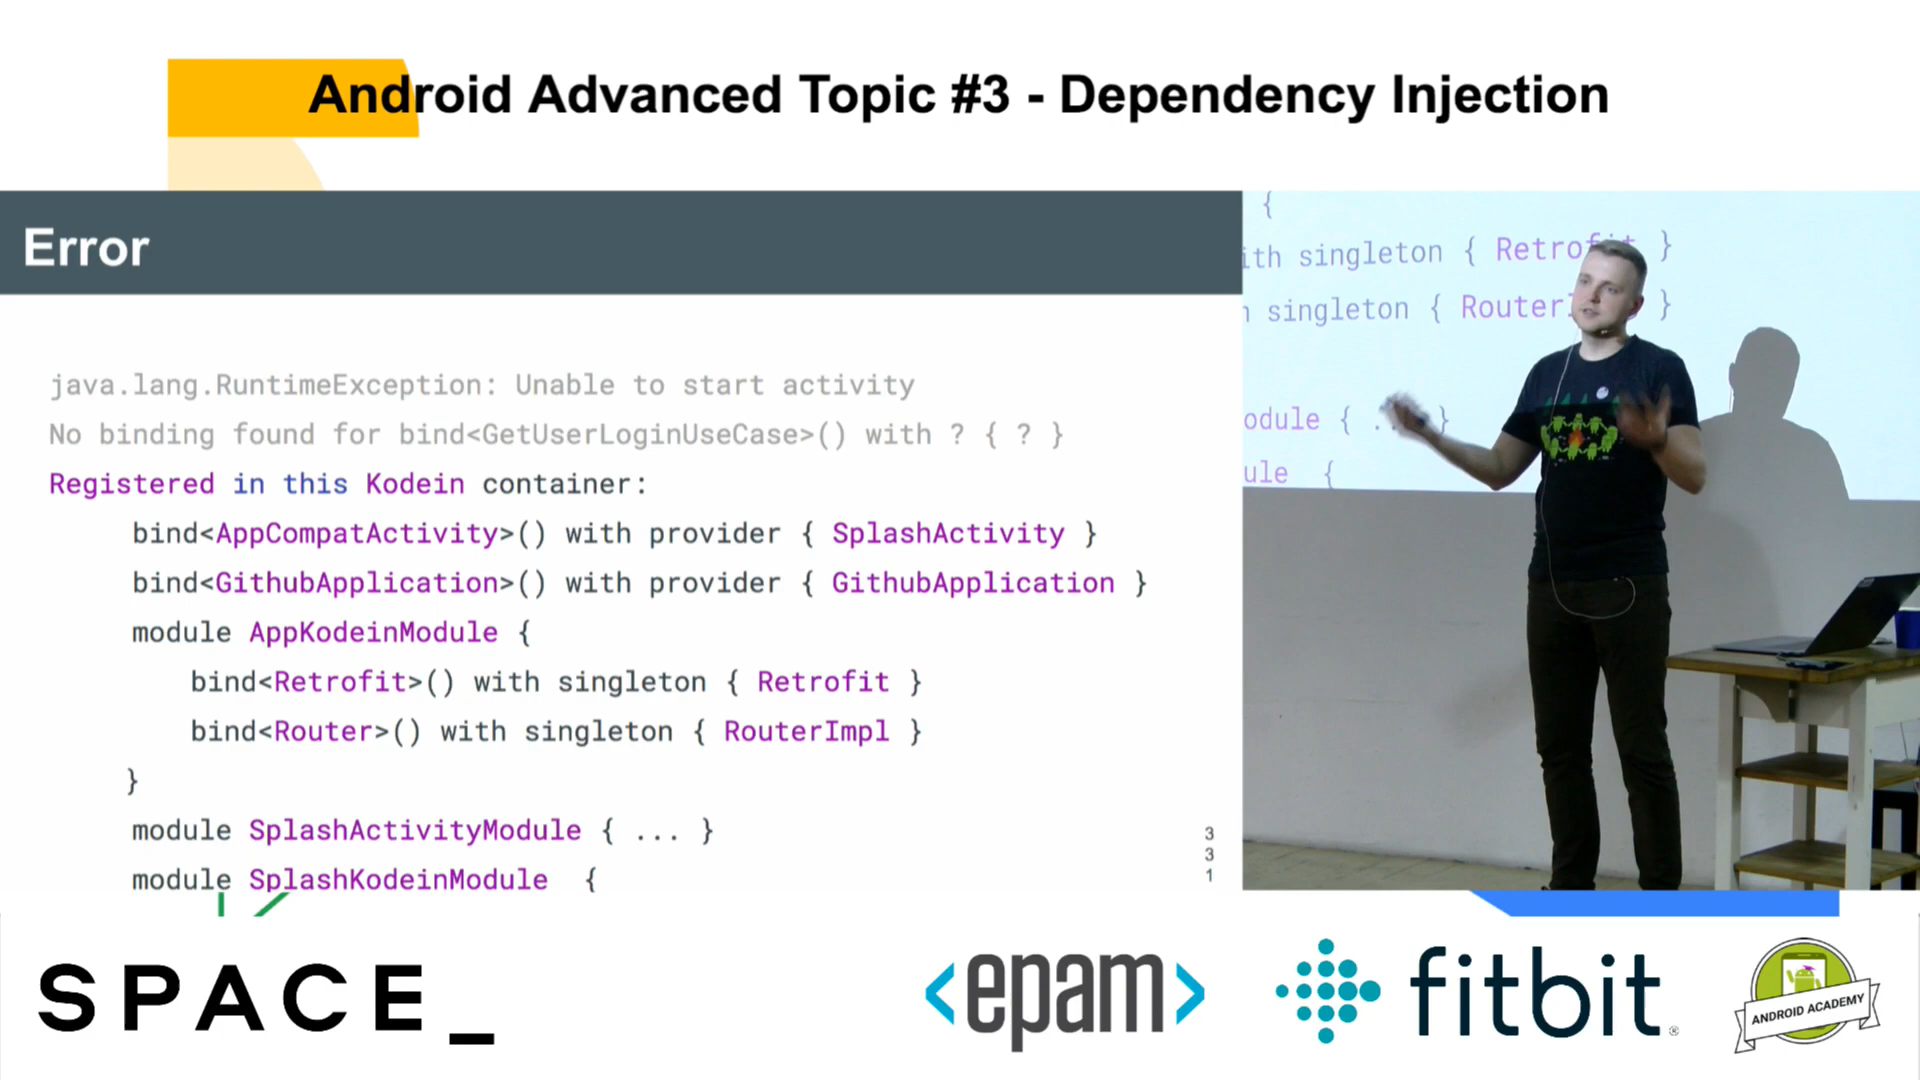 Android Advanced Topic #3 - Dependency Injection
Error
java.lang.RuntimeException: Unable to start activity
No binding found for bind<GetUserLoginUseCase>() with ? { ? }
Registered in this Kodein container:
bind<AppCompatActivity>() with provider { SplashActivity }
bind<GithubApplication>() with provider { GithubApplication }
module AppKodeinModule {
bind<Retrofit>() with singleton { Retrofit }
bind<Router>() with singleton { RouterImpl }
}
module SplashActivityModule { ... }
module SplashKodeinModule {
3
3
1
{
ith singleton { Retrofit }
singleton { Router }
odule { ... }
ule {
SPACE_
<epam>
fitbit®
ANDROID ACADEMY